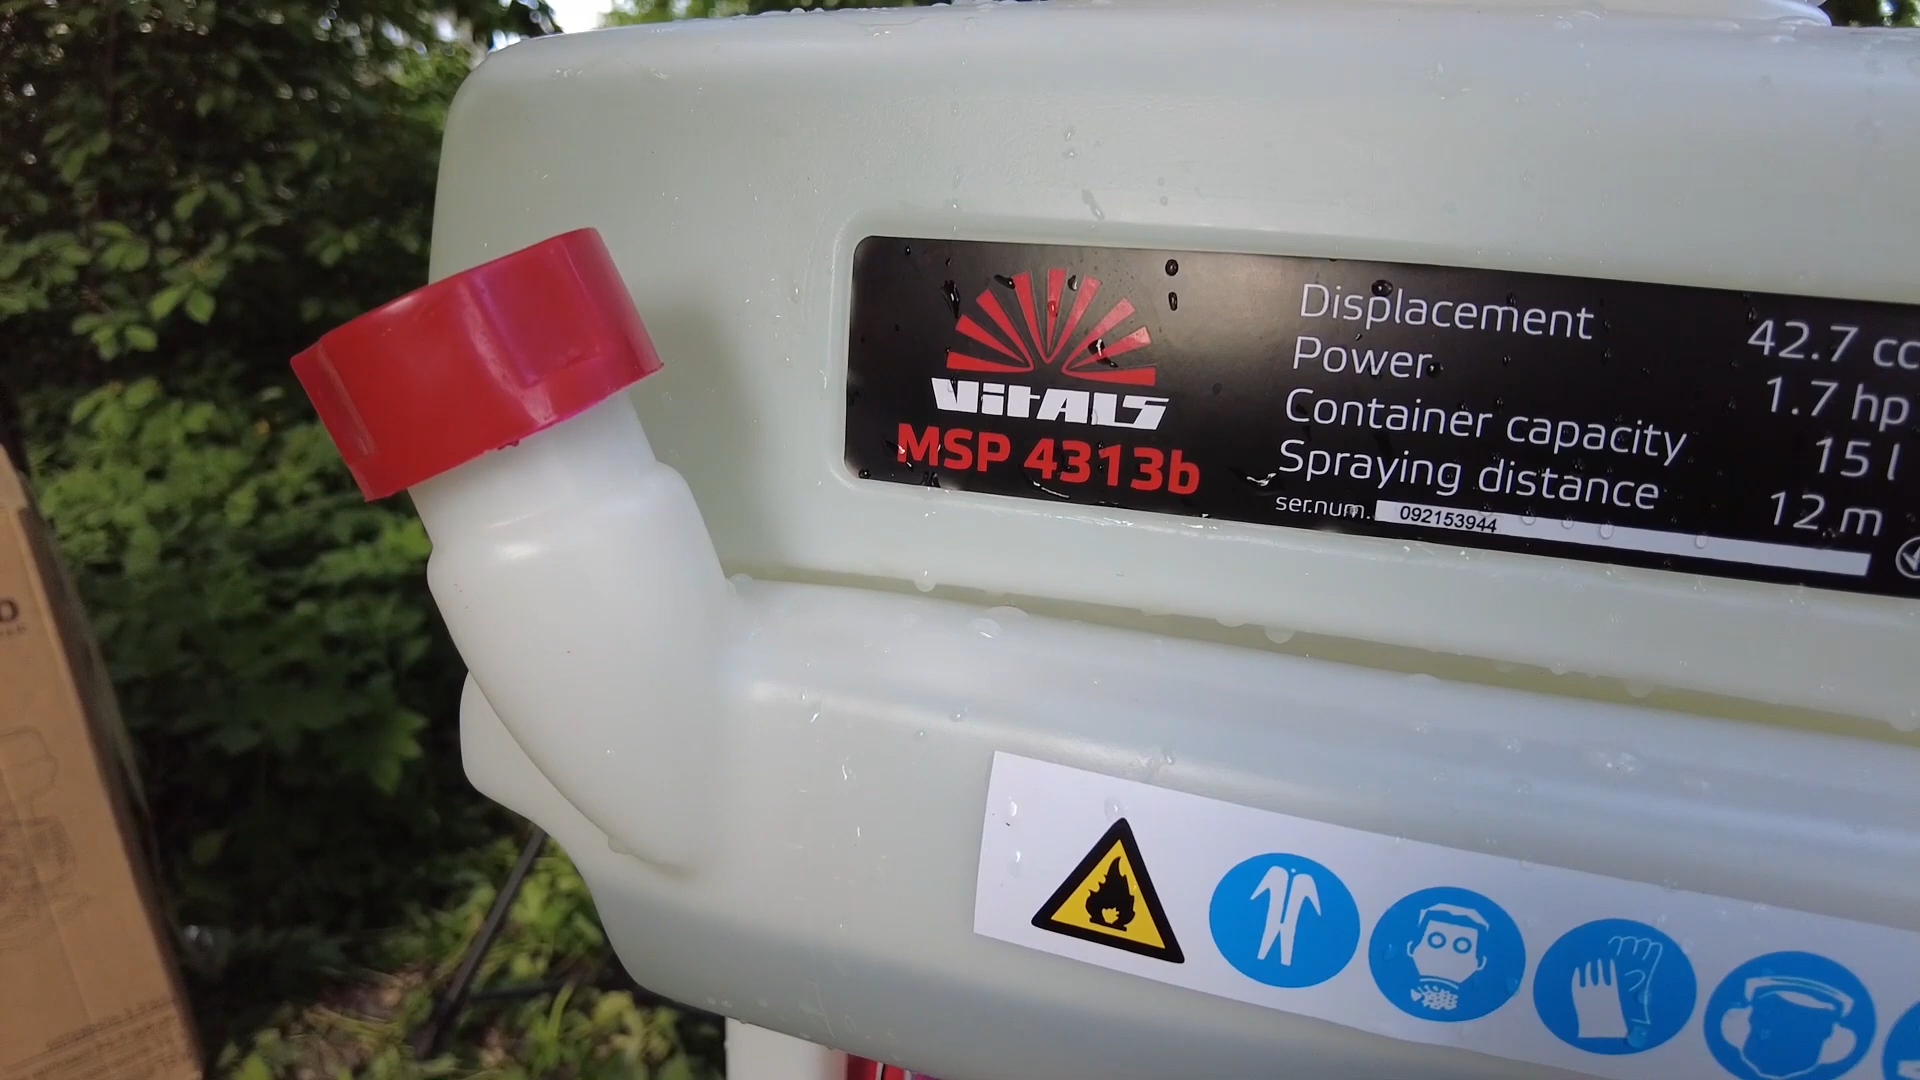 VITALS
MSP 4313b
Displacement 42.7 cc
Power 1.7 hp
Container capacity 15 l
Spraying distance 12 m
ser.num. 092153944